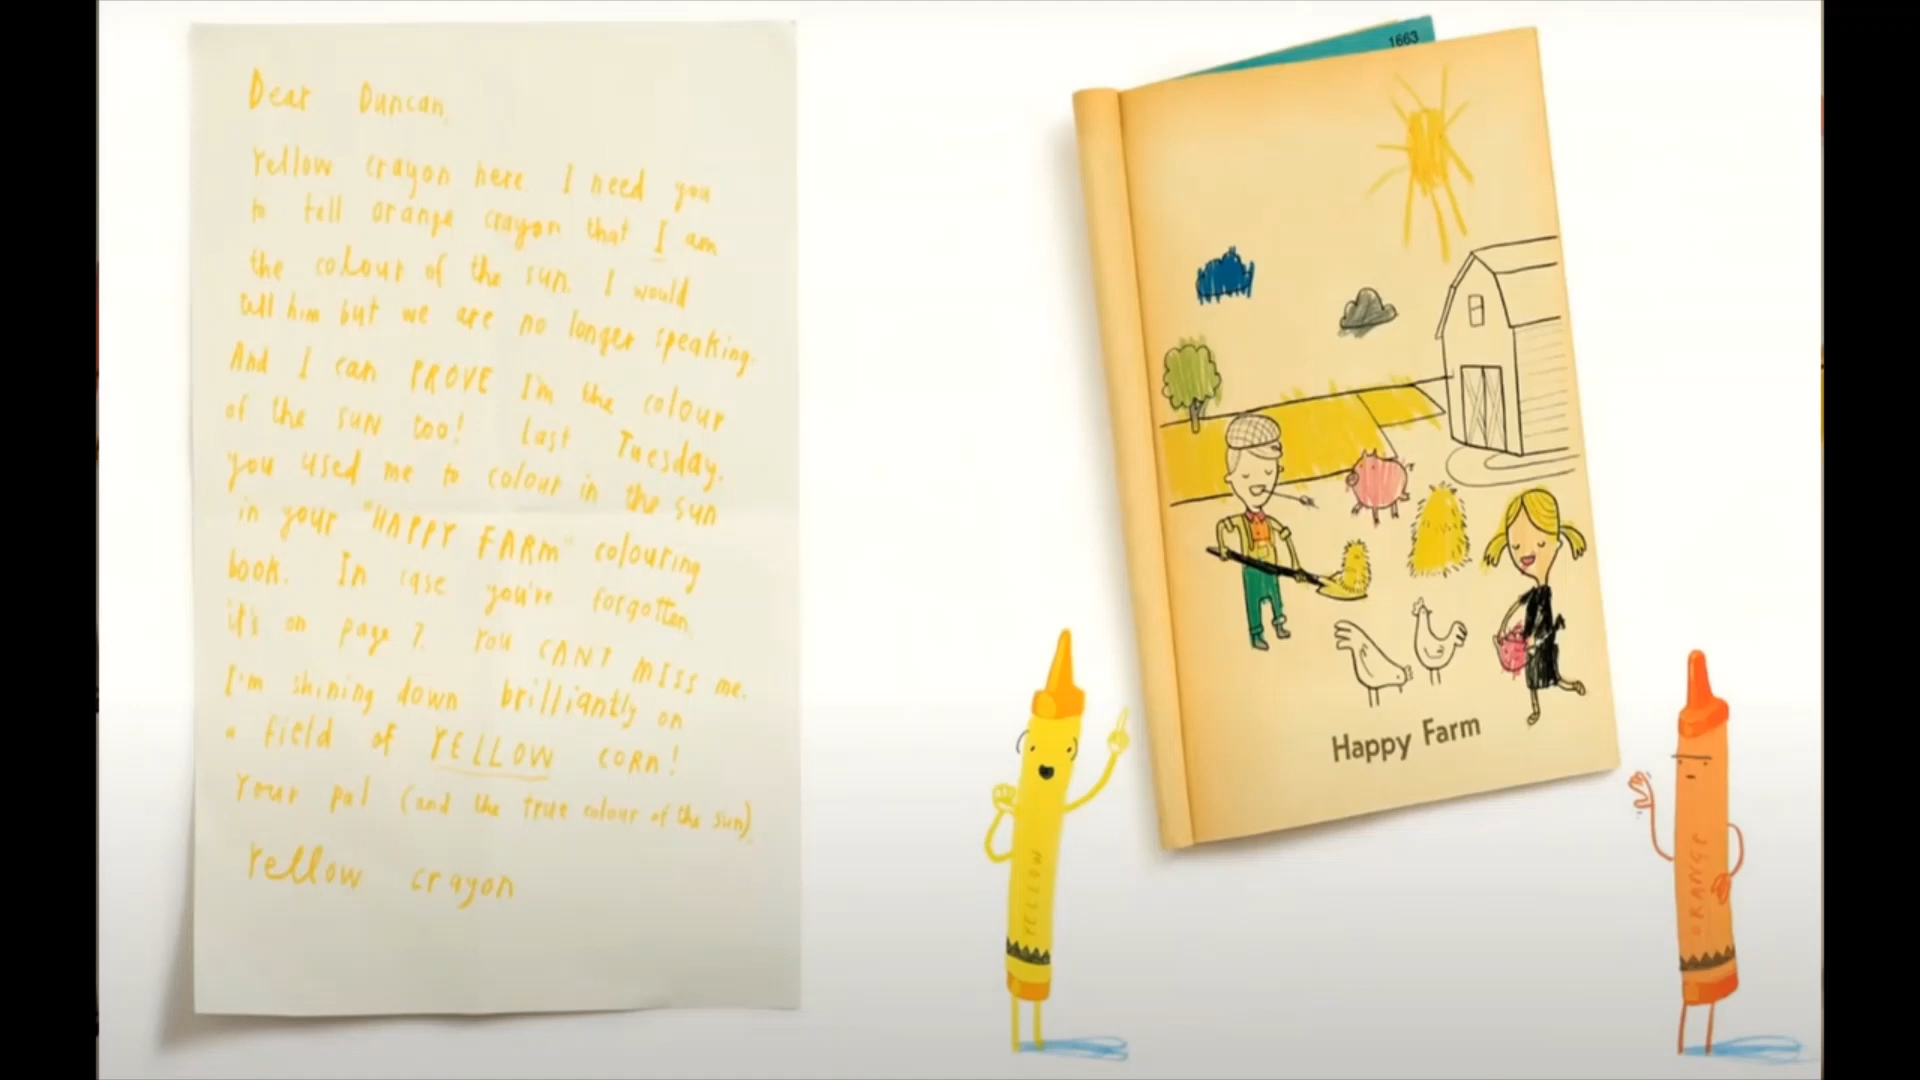 Dear Duncan,
Yellow crayon here. I need you
to tell orange crayon that I am
the colour of the sun. I would
tell him but we are no longer speaking.
And I can PROVE I'm the colour
of the sun too! Last Tuesday,
you used me to colour in the sun
in your "HAPPY FARM" colouring
book. In case you've forgotten,
it's on page 7. YOU CAN'T MISS me.
I'm shining down brilliantly on
a field of YELLOW CORN!
Your pal (and the true colour of the sun),
Yellow crayon
1663
Happy Farm
YELLOW
ORANGE